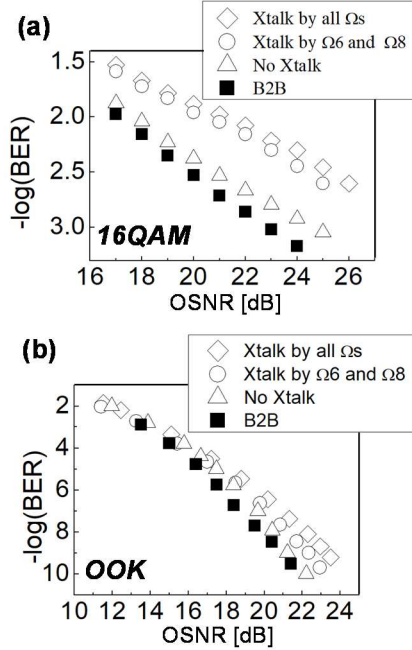 (a)
Xtalk by all Ωs
Xtalk by Ω6 and Ω8
No Xtalk
B2B
1.5
2.0
2.5
3.0
-log(BER)
16QAM
16 18 20 22 24 26
OSNR [dB]
(b)
Xtalk by all Ωs
Xtalk by Ω6 and Ω8
No Xtalk
B2B
2
4
6
8
10
-log(BER)
OOK
10 12 14 16 18 20 22 24
OSNR [dB]